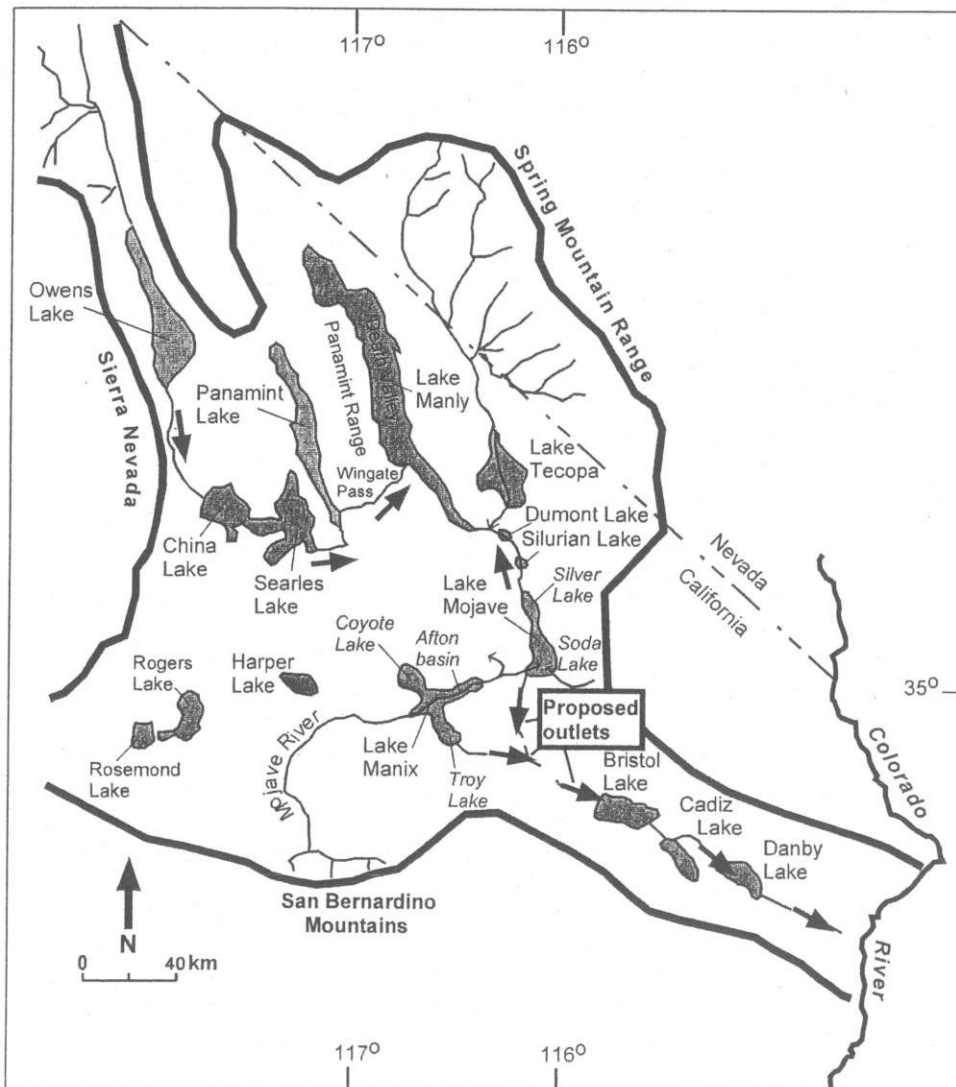 117°
116°
Spring Mountain Range
Owens
Lake
Sierra Nevada
Panamint
Lake
Panamint Range
Death Valley
Lake
Manly
Wingate
Pass
Lake
Tecopa
Dumont Lake
Silurian Lake
China
Lake
Searles
Lake
Lake
Mojave
Silver
Lake
Nevada
California
Coyote
Lake
Afton
basin
Soda
Lake
Rogers
Lake
Harper
Lake
35°
Proposed
outlets
Rosemond
Lake
Mojave River
Lake
Manix
Troy
Lake
Bristol
Lake
Cadiz
Lake
Danby
Lake
Colorado
River
San Bernardino
Mountains
N
0 40 km
117°
116°